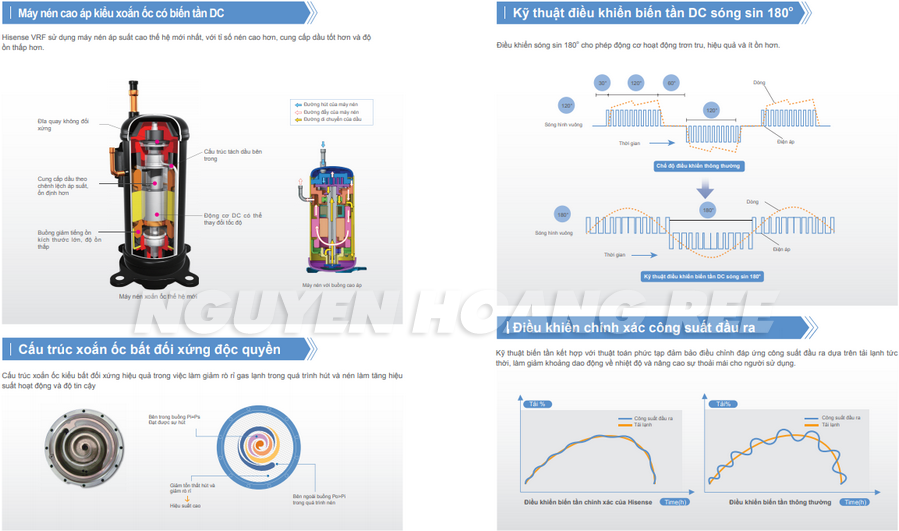 Máy nén cao áp kiểu xoắn ốc có biến tần DC
Hisense VRF sử dụng máy nén áp suất cao thế hệ mới nhất, với tỉ số nén cao hơn, cung cấp dầu tốt hơn và độ
ồn thấp hơn.
Đĩa quay không đối
xứng
Cung cấp dầu theo
chênh lệch áp suất,
ổn định hơn
Buồng giảm tiếng ồn
kích thước lớn, độ ồn
thấp
Cấu trúc tách dầu bên
trong
Động cơ DC có thể
thay đổi tốc độ
Máy nén xoắn ốc thế hệ mới
Đường hút của máy nén
Đường đẩy của máy nén
Đường di chuyển của dầu
Máy nén với buồng cao áp
Cấu trúc xoắn ốc bất đối xứng độc quyền
Cấu trúc xoắn ốc kiểu bất đối xứng hiệu quả trong việc làm giảm rò rỉ gas lạnh trong quá trình hút và nén làm tăng hiệu
suất hoạt động và độ tin cậy
Bên trong buồng Pi=Ps
Đạt được sự hút
Giảm tổn thất hút và
giảm rò rỉ
Hiệu suất cao
Bên ngoài buồng Po=Pi
trong quá trình nén
Kỹ thuật điều khiển biến tần DC sóng sin 180°
Điều khiển sóng sin 180° cho phép động cơ hoạt động trơn tru, hiệu quả và ít ồn hơn.
30°
120°
60°
Dòng
120°
120°
Sóng hình vuông
Thời gian
Điện áp
Chế độ điều khiển thông thường
180°
180°
Dòng
Sóng hình vuông
Thời gian
Điện áp
Kỹ thuật điều khiển biến tần DC sóng sin 180°
NGUYEN HOANG REE
Điều khiển chính xác công suất đầu ra
Kỹ thuật biến tần kết hợp với thuật toán phức tạp đảm bảo điều chỉnh đáp ứng công suất đầu ra dựa trên tải lạnh tức
thời, làm giảm khoảng dao động về nhiệt độ và nâng cao sự thoải mái cho người sử dụng.
Tải %
Công suất đầu ra
Tải lạnh
Điều khiển biến tần chính xác của Hisense
Time(h)
Tải%
Công suất đầu ra
Tải lạnh
Điều khiển biến tần thông thường
Time(h)